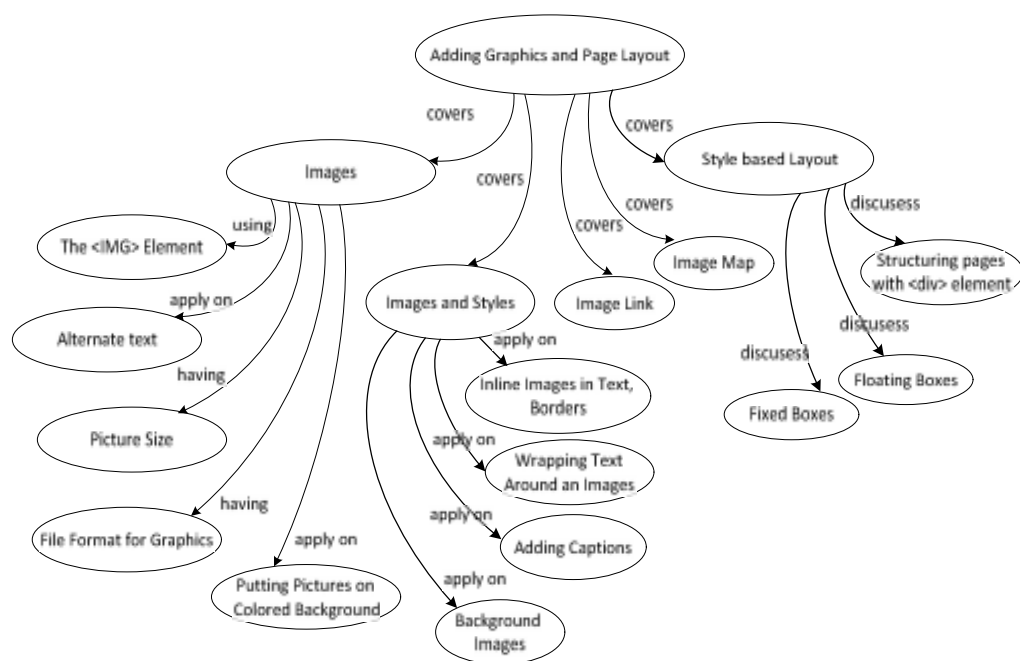 Adding Graphics and Page Layout
covers
covers
covers
covers
covers
Images
Style based Layout
using
The <IMG> Element
apply on
Alternate text
having
Picture Size
having
File Format for Graphics
apply on
Putting Pictures on
Colored Background
Images and Styles
apply on
Inline Images in Text,
Borders
apply on
Wrapping Text
Around an Images
apply on
Adding Captions
apply on
Background
Images
Image Link
Image Map
discusess
Structuring pages
with <div> element
discusess
Floating Boxes
discusess
Fixed Boxes